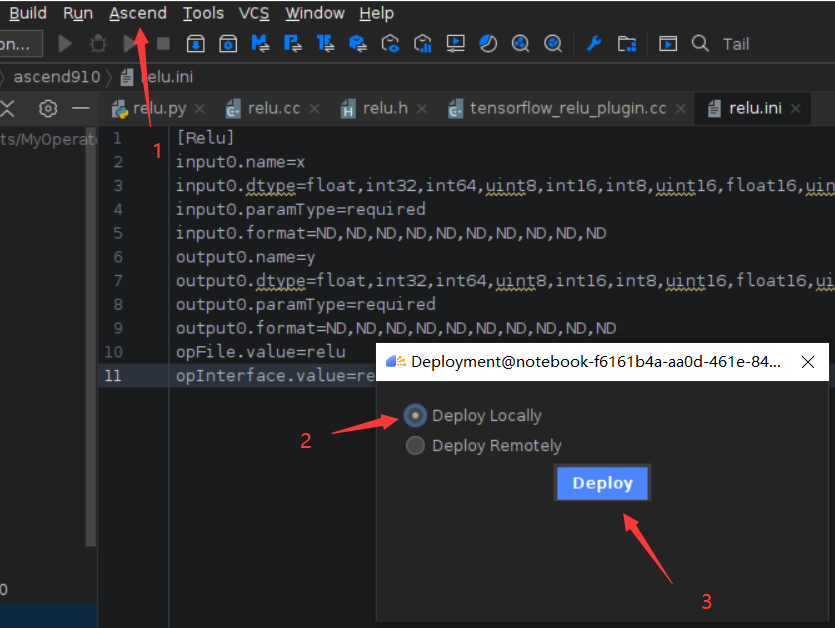 Build Run Ascend Tools VCS Window Help
on... Tail
ascend910 relu.ini
relu.py relu.cc relu.h tensorflow_relu_plugin.cc relu.ini
ts/MyOperat
1
1 [Relu]
2 input0.name=x
3 input0.dtype=float,int32,int64,uint8,int16,int8,uint16,float16,uin
4 input0.paramType=required
5 input0.format=ND,ND,ND,ND,ND,ND,ND,ND,ND,ND
6 output0.name=y
7 output0.dtype=float,int32,int64,uint8,int16,int8,uint16,float16,ui
8 output0.paramType=required
9 output0.format=ND,ND,ND,ND,ND,ND,ND,ND,ND,ND
10 opFile.value=relu
11 opInterface.value=re
Deployment@notebook-f6161b4a-aa0d-461e-84...
Deploy Locally
2
Deploy Remotely
Deploy
3
0